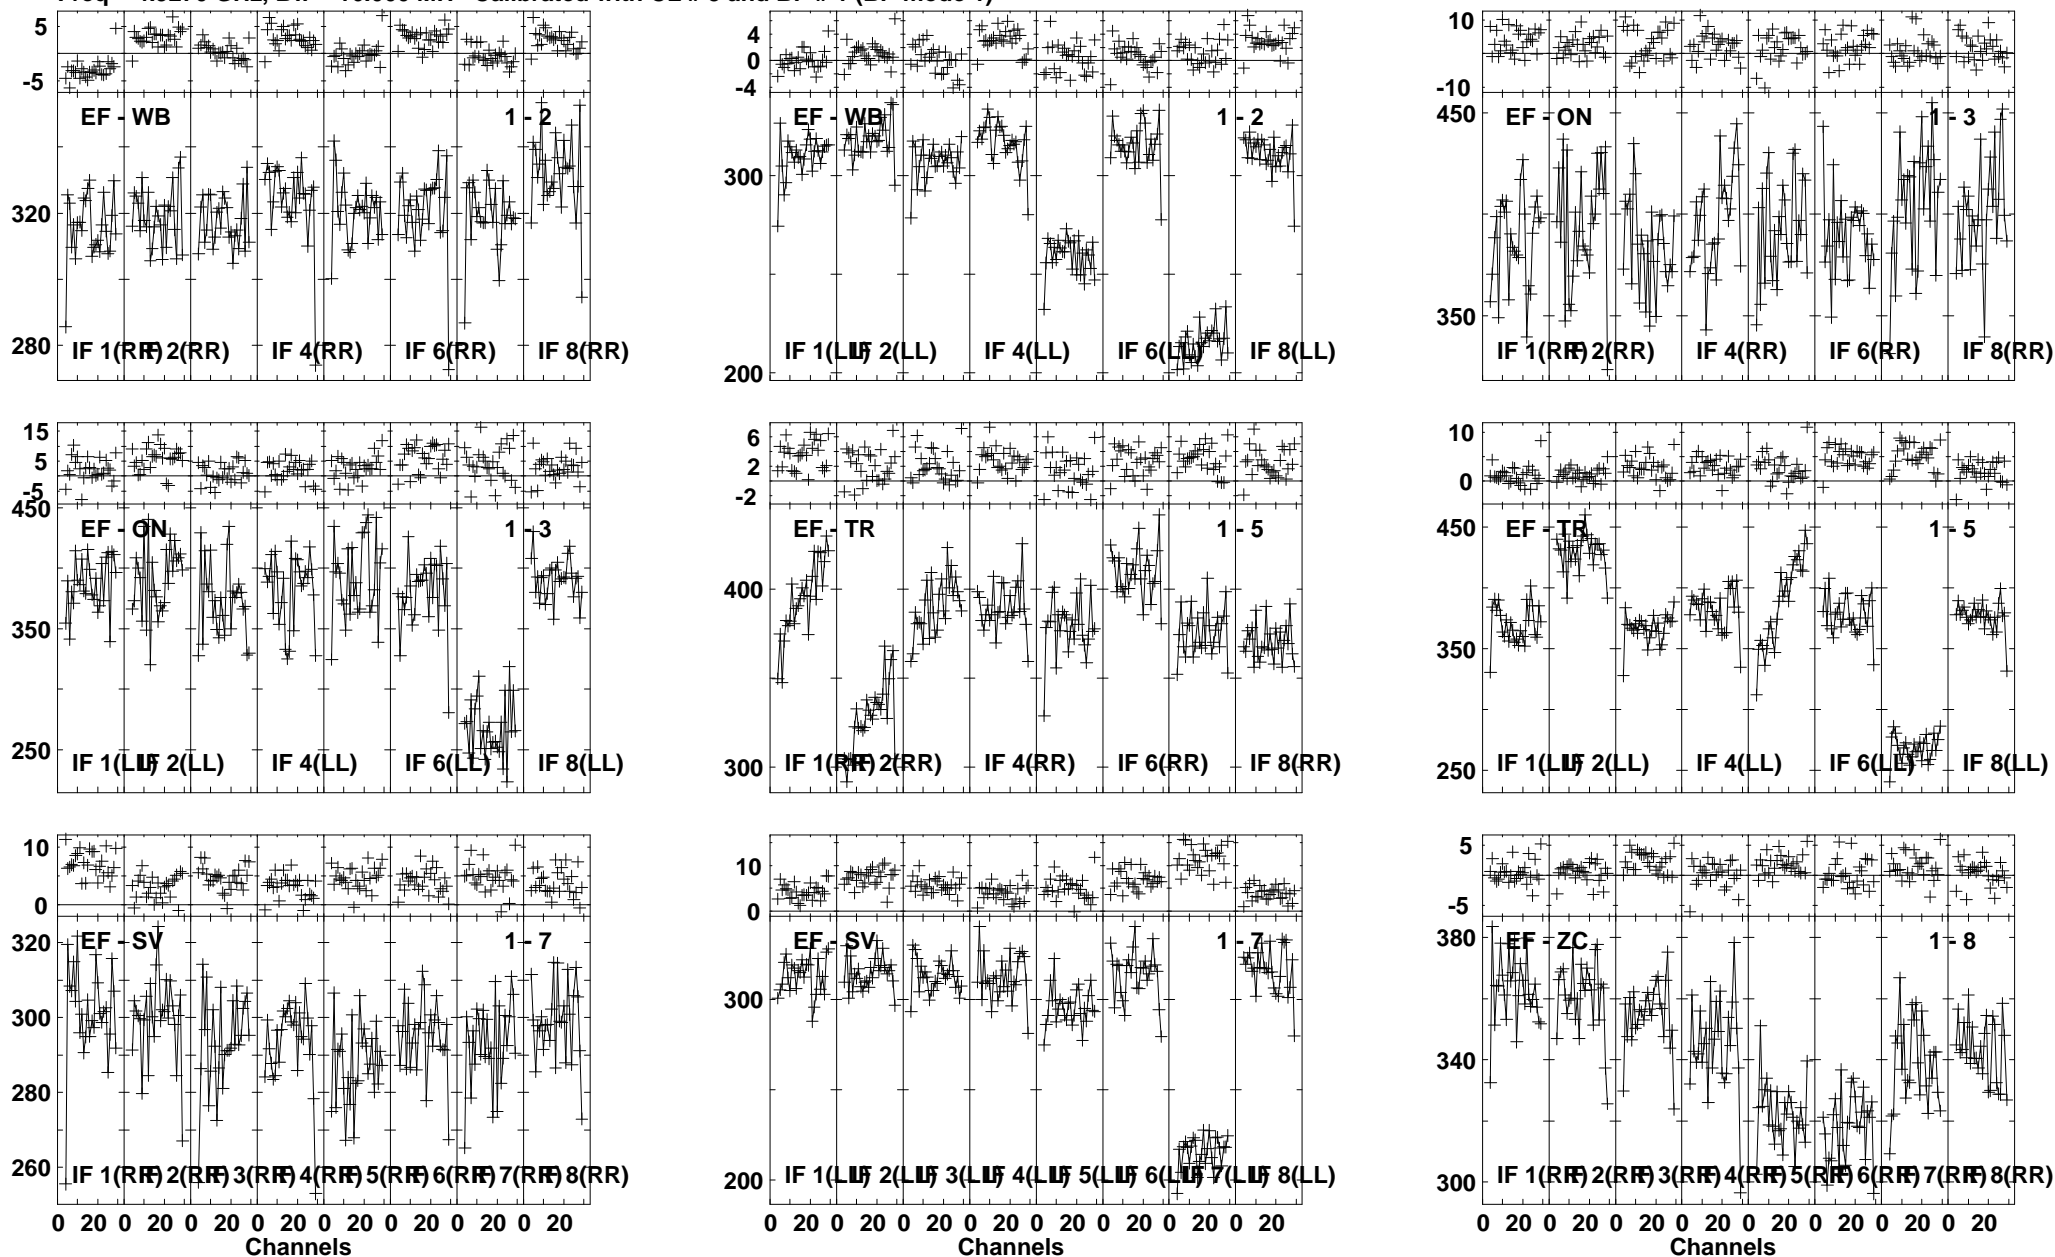 5
-5
EF - WB 1 - 2
320
280
IF 1(RR) IF 2(RR) IF 4(RR) IF 6(RR) IF 8(RR)
4
0
-4
EF - WB 1 - 2
300
200
IF 1(LL) IF 2(LL) IF 4(LL) IF 6(LL) IF 8(LL)
10
-10
EF - ON 1 - 3
450
350
IF 1(RR) IF 2(RR) IF 4(RR) IF 6(RR) IF 8(RR)
15
5
-5
450
EF - ON 1 - 3
350
250
IF 1(LL) IF 2(LL) IF 4(LL) IF 6(LL) IF 8(LL)
6
2
-2
EF - TR 1 - 5
400
300
IF 1(RR) IF 2(RR) IF 4(RR) IF 6(RR) IF 8(RR)
10
0
EF - TR 1 - 5
450
350
250
IF 1(LL) IF 2(LL) IF 4(LL) IF 6(LL) IF 8(LL)
10
0
EF - SV 1 - 7
320
300
280
260
IF 1(RR) IF 2(RR) IF 3(RR) IF 4(RR) IF 5(RR) IF 6(RR) IF 7(RR) IF 8(RR)
0 20 0 20 0 20 0 20 0 20 0 20 0 20 0 20
Channels
10
0
EF - SV 1 - 7
300
200
IF 1(LL) IF 2(LL) IF 3(LL) IF 4(LL) IF 5(LL) IF 6(LL) IF 7(LL) IF 8(LL)
0 20 0 20 0 20 0 20 0 20 0 20 0 20 0 20
Channels
5
-5
EF - ZC 1 - 8
380
340
300
IF 1(RR) IF 2(RR) IF 3(RR) IF 4(RR) IF 5(RR) IF 6(RR) IF 7(RR) IF 8(RR)
0 20 0 20 0 20 0 20 0 20 0 20 0 20 0 20
Channels